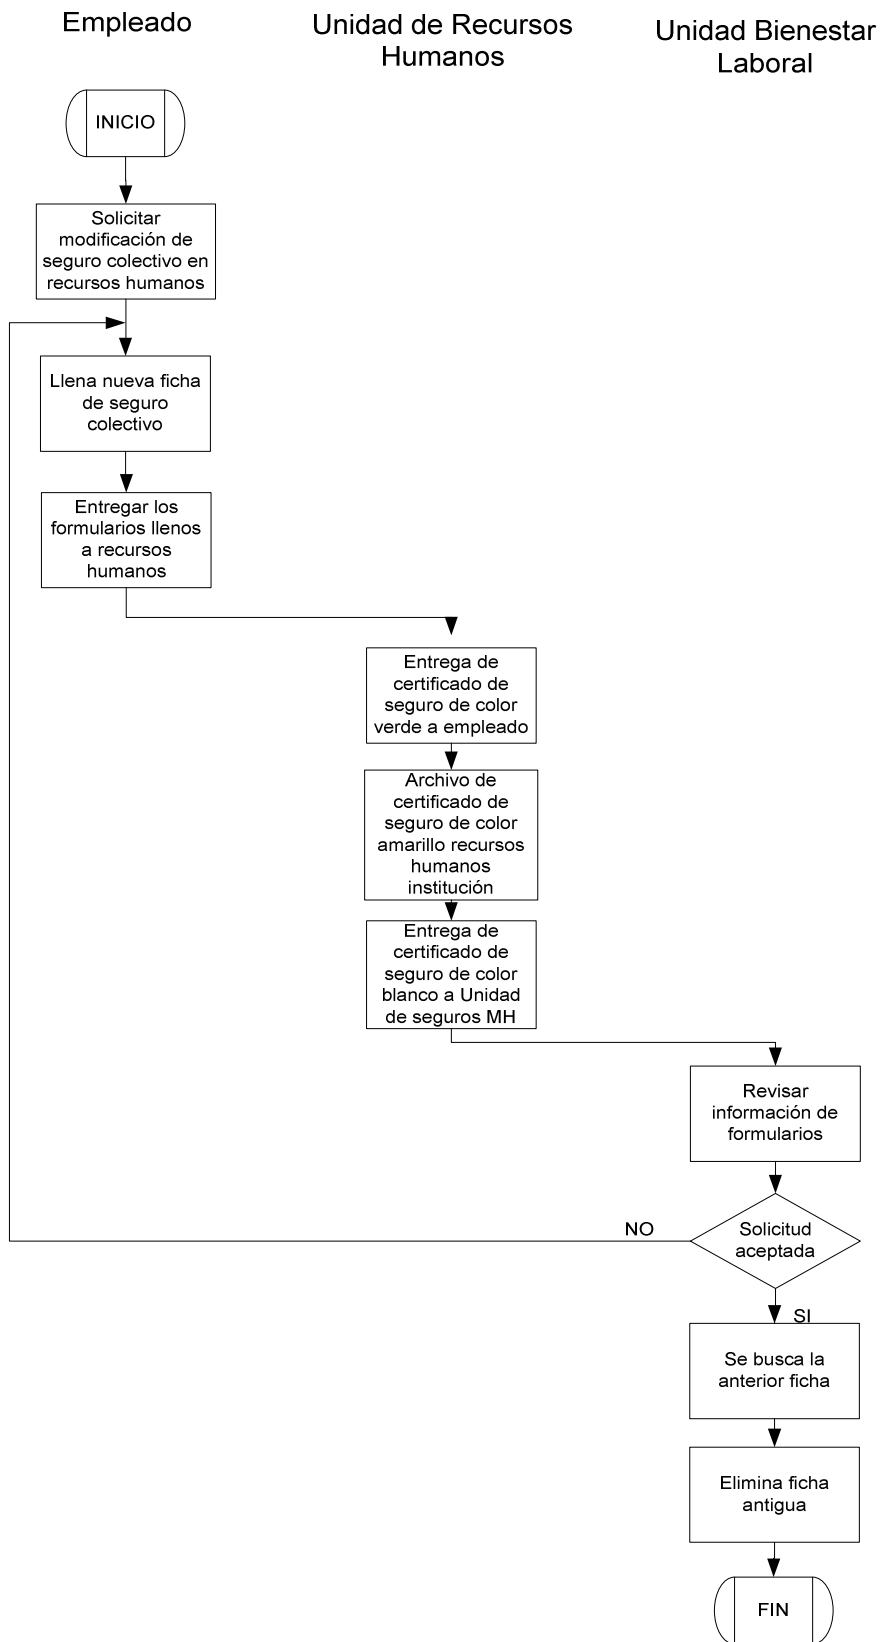 Empleado
Unidad de Recursos
Humanos
Unidad Bienestar
Laboral
INICIO
Solicitar
modificación de
seguro colectivo en
recursos humanos
Llena nueva ficha
de seguro
colectivo
Entregar los
formularios llenos
a recursos
humanos
Entrega de
certificado de
seguro de color
verde a empleado
Archivo de
certificado de
seguro de color
amarillo recursos
humanos
institución
Entrega de
certificado de
seguro de color
blanco a Unidad
de seguros MH
Revisar
información de
formularios
Solicitud
aceptada
NO
SI
Se busca la
anterior ficha
Elimina ficha
antigua
FIN